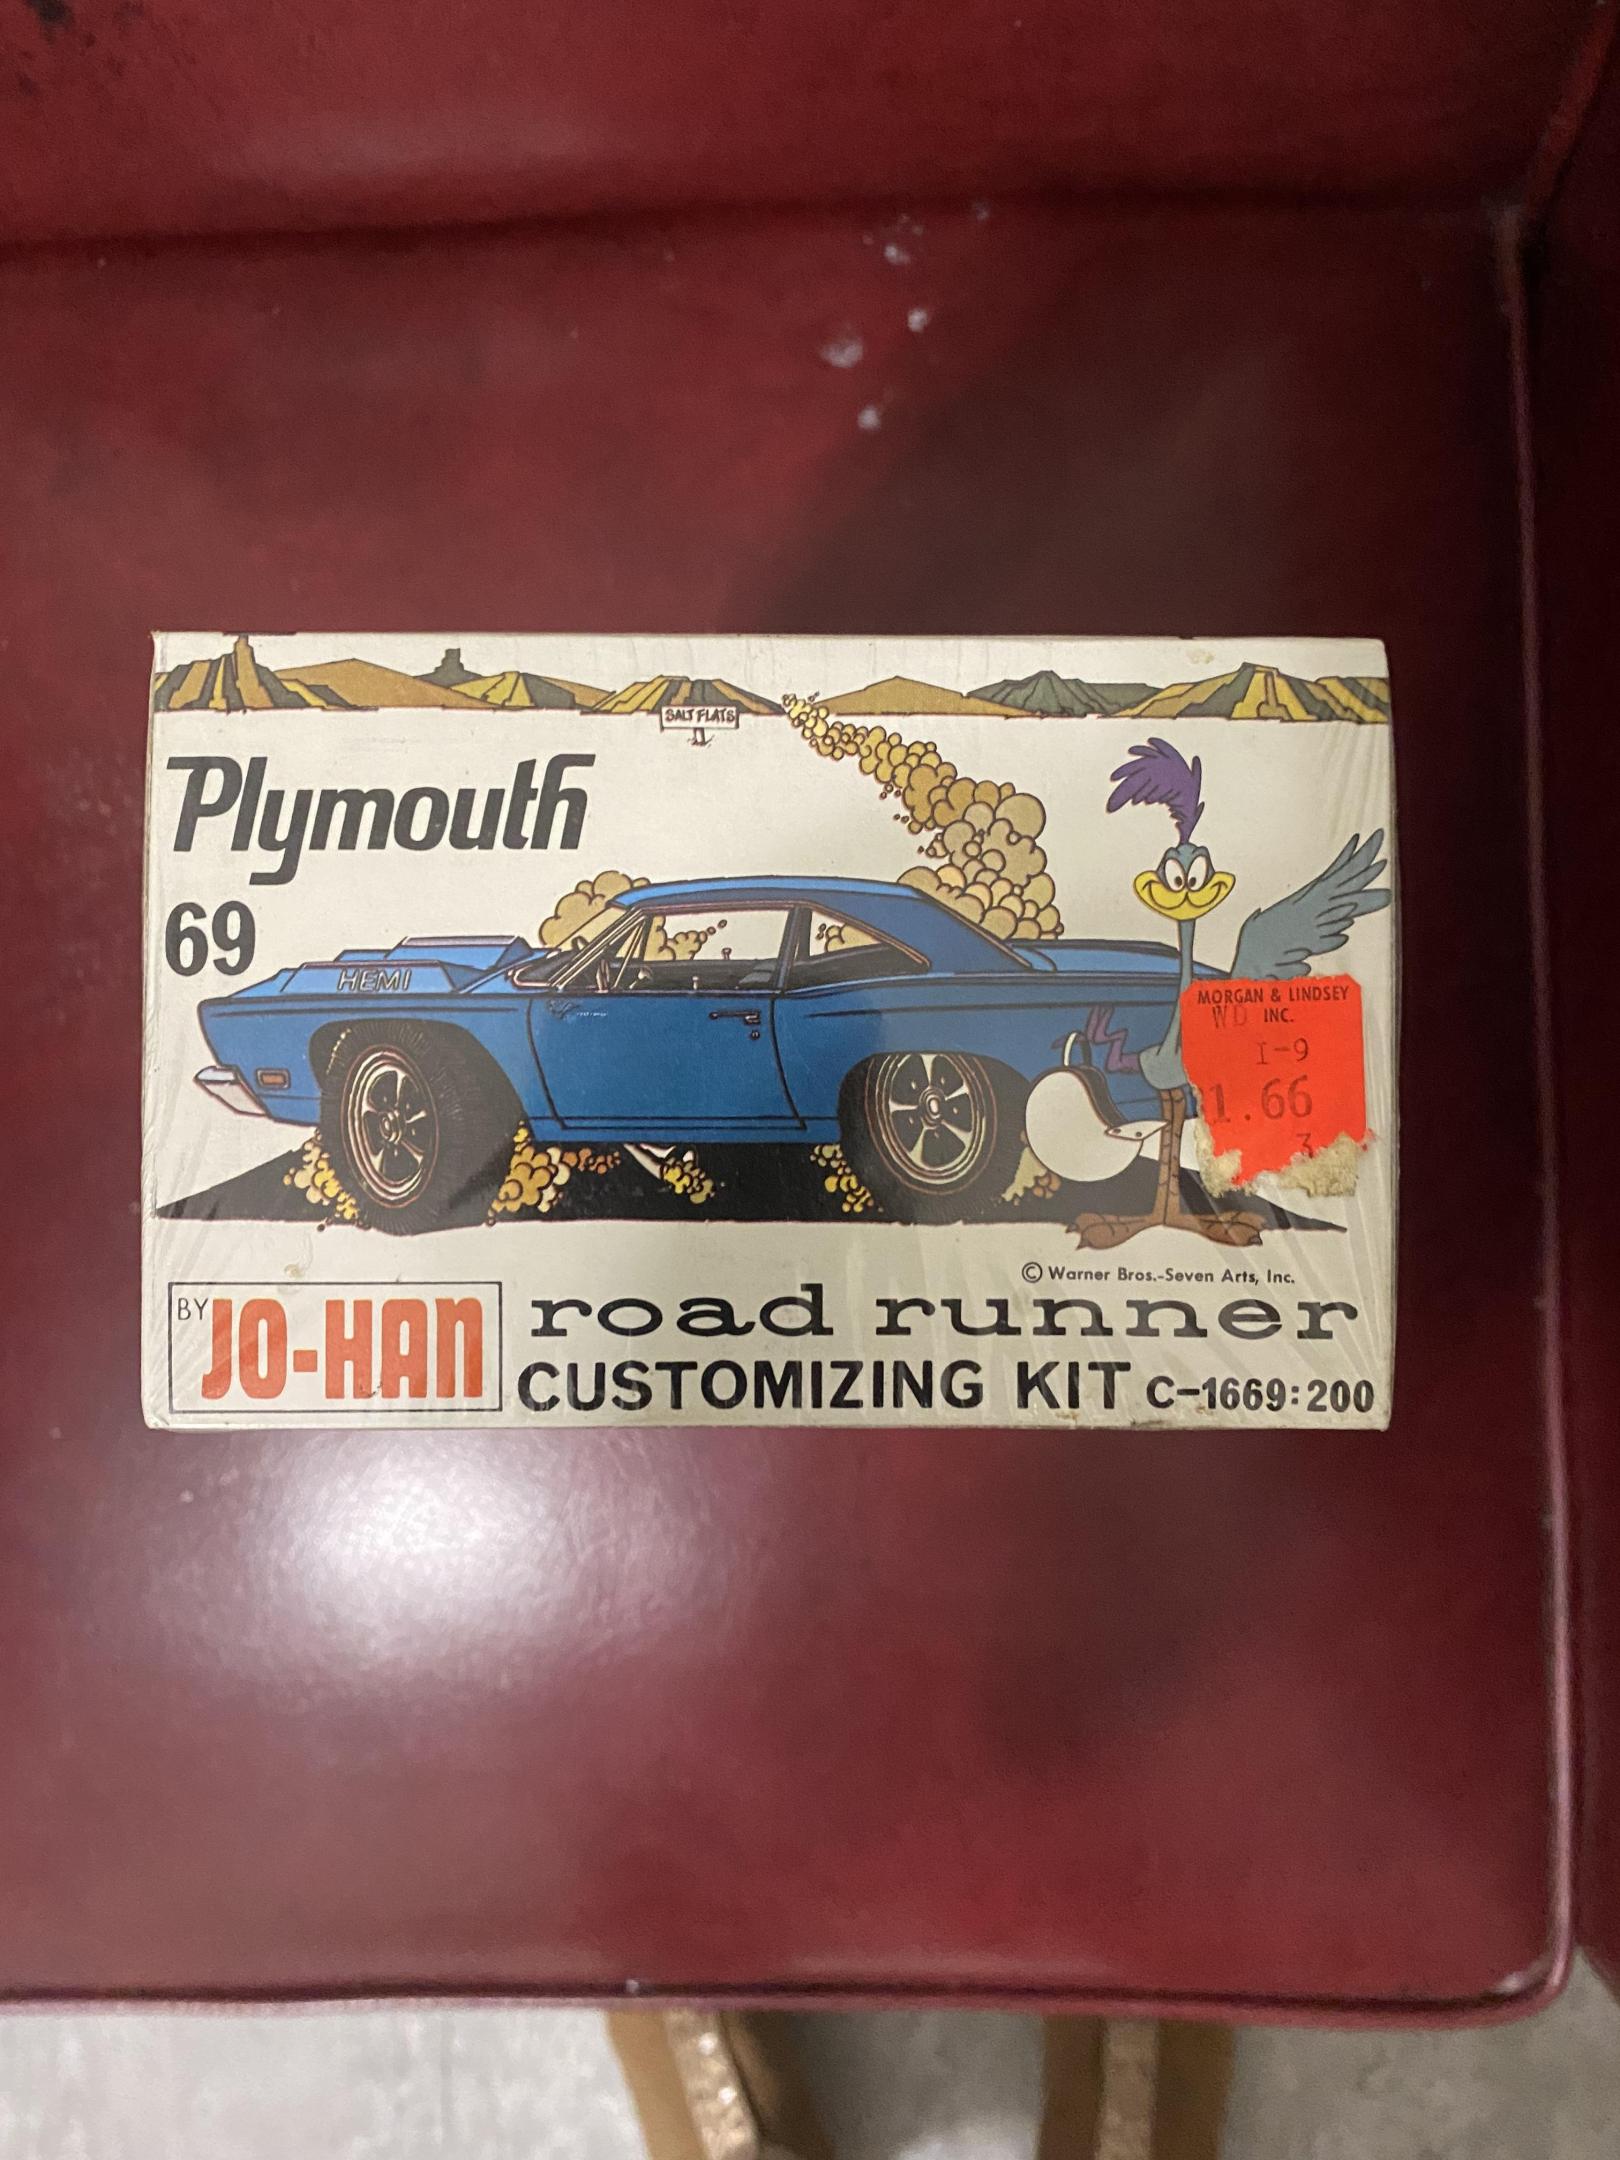 SALT FLATS
Plymouth
69
HEMI
MORGAN & LINDSEY
WD INC.
I-9
1.66
3
© Warner Bros.-Seven Arts, Inc.
BY JO-HAN
road runner
CUSTOMIZING KIT C-1669:200